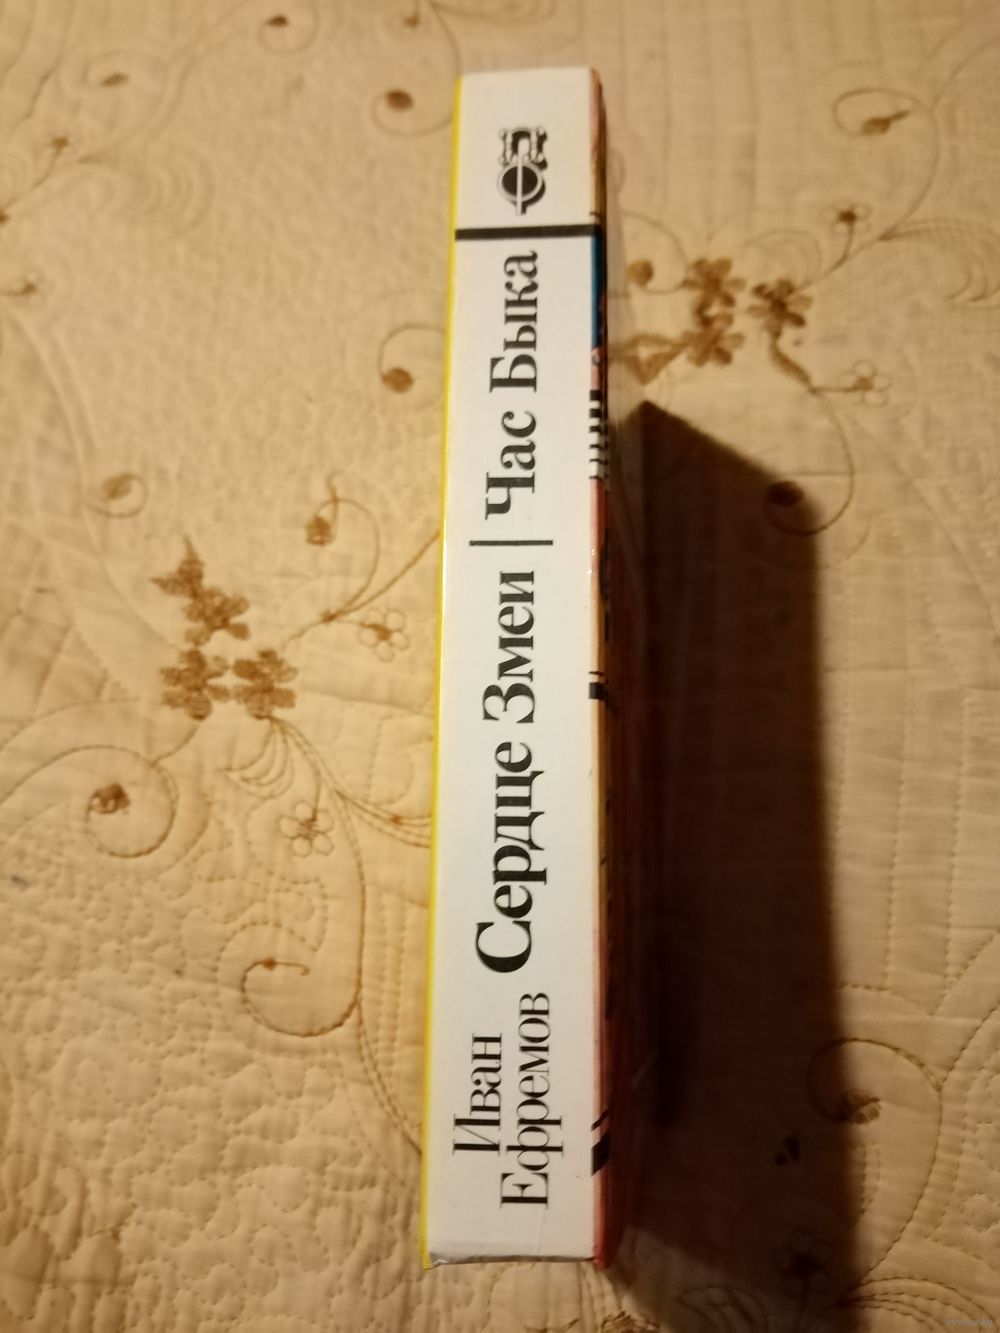 Иван
Ефремов
Сердце Змеи | Час Быка